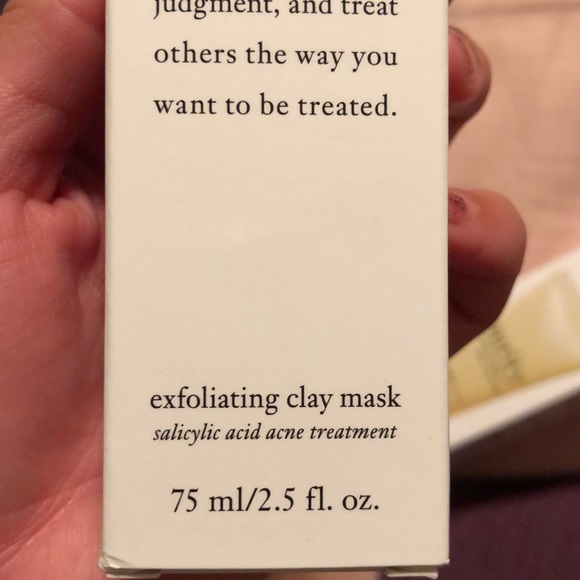 judgment, and treat
others the way you
want to be treated.
exfoliating clay mask
salicylic acid acne treatment
75 ml/2.5 fl. oz.